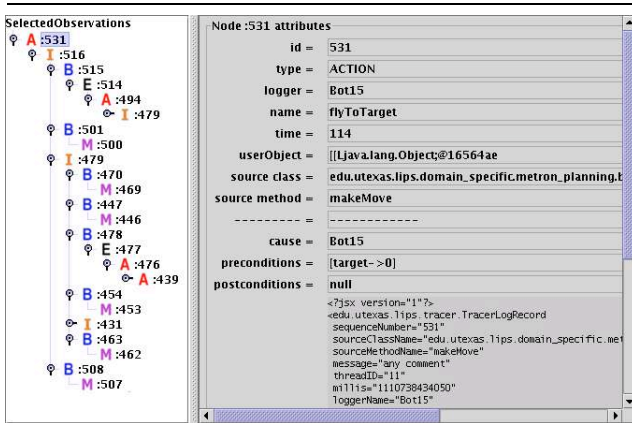 SelectedObservations
A :531
I :516
B :515
E :514
A :494
I :479
B :501
M :500
I :479
B :470
M :469
B :447
M :446
B :478
E :477
A :476
A :439
B :454
M :453
I :431
B :463
M :462
B :508
M :507
Node :531 attributes
id = 531
type = ACTION
logger = Bot15
name = flyToTarget
time = 114
userObject = [[Ljava.lang.Object;@16564ae
source class = edu.utexas.lips.domain_specific.metron_planning.b
source method = makeMove
--------- = ------------
cause = Bot15
preconditions = [target->0]
postconditions = null
<?jsx version="1"?>
<edu.utexas.lips.tracer.TracerLogRecord
sequenceNumber="531"
sourceClassName="edu.utexas.lips.domain_specific.met
sourceMethodName="makeMove"
message="any comment"
threadID="11"
millis="1110738434050"
loggerName="Bot15"